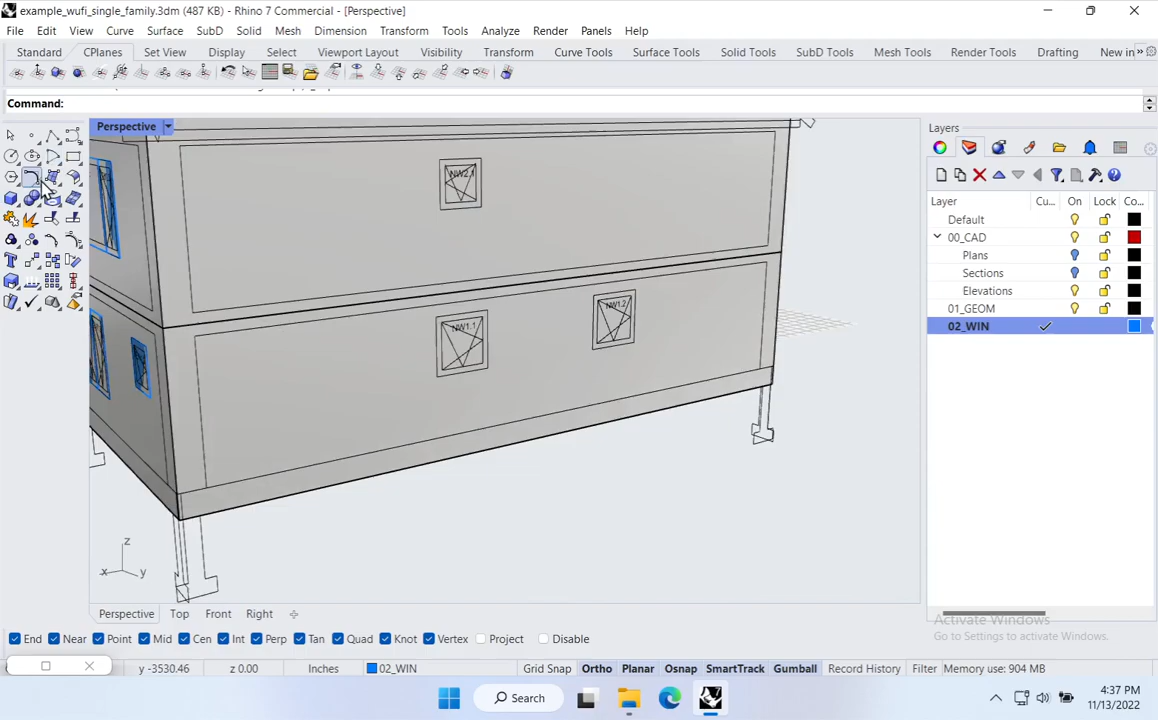 example_wufi_single_family.3dm (487 KB) - Rhino 7 Commercial - [Perspective]
File Edit View Curve Surface SubD Solid Mesh Dimension Transform Tools Analyze Render Panels Help
Standard CPlanes Set View Display Select Viewport Layout Visibility Transform Curve Tools Surface Tools Solid Tools SubD Tools Mesh Tools Render Tools Drafting New in
Command:
Perspective
Layers
Layer Cu... On Lock Co...
Default
00_CAD
Plans
Sections
Elevations
01_GEOM
02_WIN
NW2.1
NW1.2
NW1.1
z
x y
Perspective Top Front Right
Activate Windows
Go to Settings to activate Windows.
End Near Point Mid Cen Int Perp Tan Quad Knot Vertex Project Disable
y -3530.46 z 0.00 Inches 02_WIN Grid Snap Ortho Planar Osnap SmartTrack Gumball Record History Filter Memory use: 904 MB
Search
4:37 PM
11/13/2022